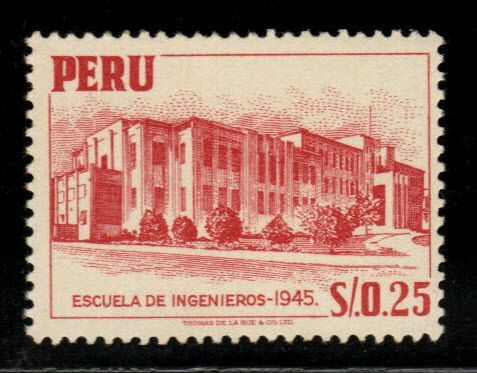 PERU
ESCUELA DE INGENIEROS-1945.
S/0.25
THOMAS DE LA RUE & CO. LTD.